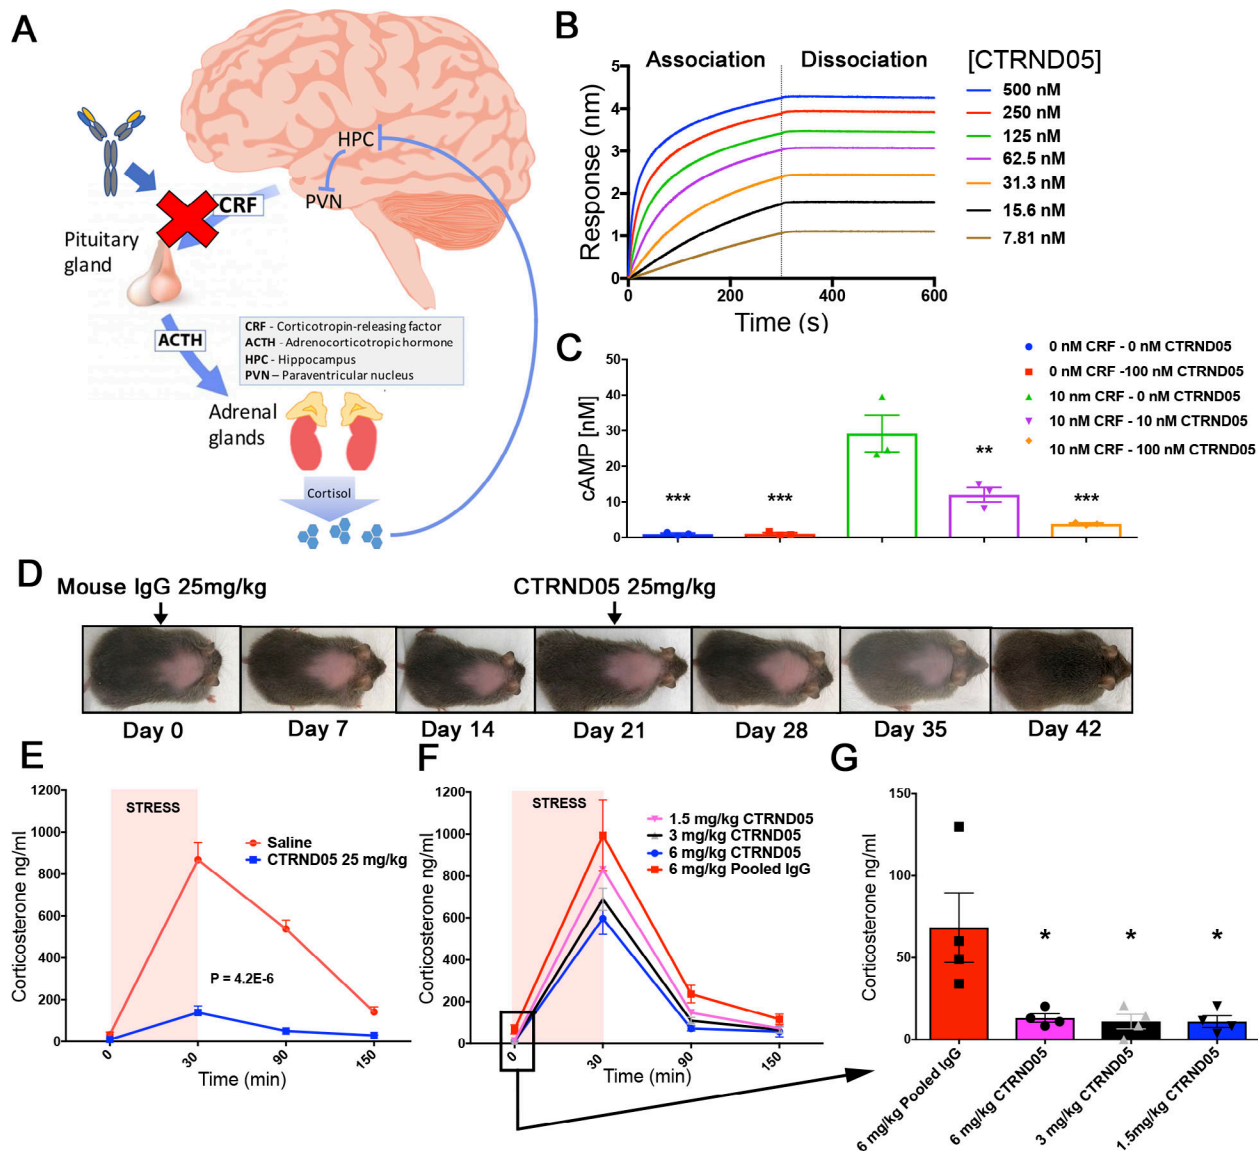 A
HPC
PVN
CRF
Pituitary
gland
ACTH
CRF - Corticotropin-releasing factor
ACTH - Adrenocorticotropic hormone
HPC - Hippocampus
PVN – Paraventricular nucleus
Adrenal
glands
Cortisol
B
Association
Dissociation
[CTRND05]
Response (nm)
5
4
3
2
1
0
0
200
400
600
Time (s)
500 nM
250 nM
125 nM
62.5 nM
31.3 nM
15.6 nM
7.81 nM
C
cAMP [nM]
50
40
30
20
10
0
***
***
**
***
0 nM CRF - 0 nM CTRND05
0 nM CRF -100 nM CTRND05
10 nm CRF - 0 nM CTRND05
10 nM CRF - 10 nM CTRND05
10 nM CRF - 100 nM CTRND05
D
Mouse IgG 25mg/kg
CTRND05 25mg/kg
Day 0
Day 7
Day 14
Day 21
Day 28
Day 35
Day 42
E
Corticosterone ng/ml
1200
1000
800
600
400
200
0
STRESS
Saline
CTRND05 25 mg/kg
P = 4.2E-6
0
30
90
150
Time (min)
F
Corticosterone ng/ml
1200
1000
800
600
400
200
0
STRESS
1.5 mg/kg CTRND05
3 mg/kg CTRND05
6 mg/kg CTRND05
6 mg/kg Pooled IgG
0
30
90
150
Time (min)
G
Corticosterone ng/ml
150
100
50
0
*
*
*
6 mg/kg Pooled IgG
6 mg/kg CTRND05
3 mg/kg CTRND05
1.5mg/kg CTRND05